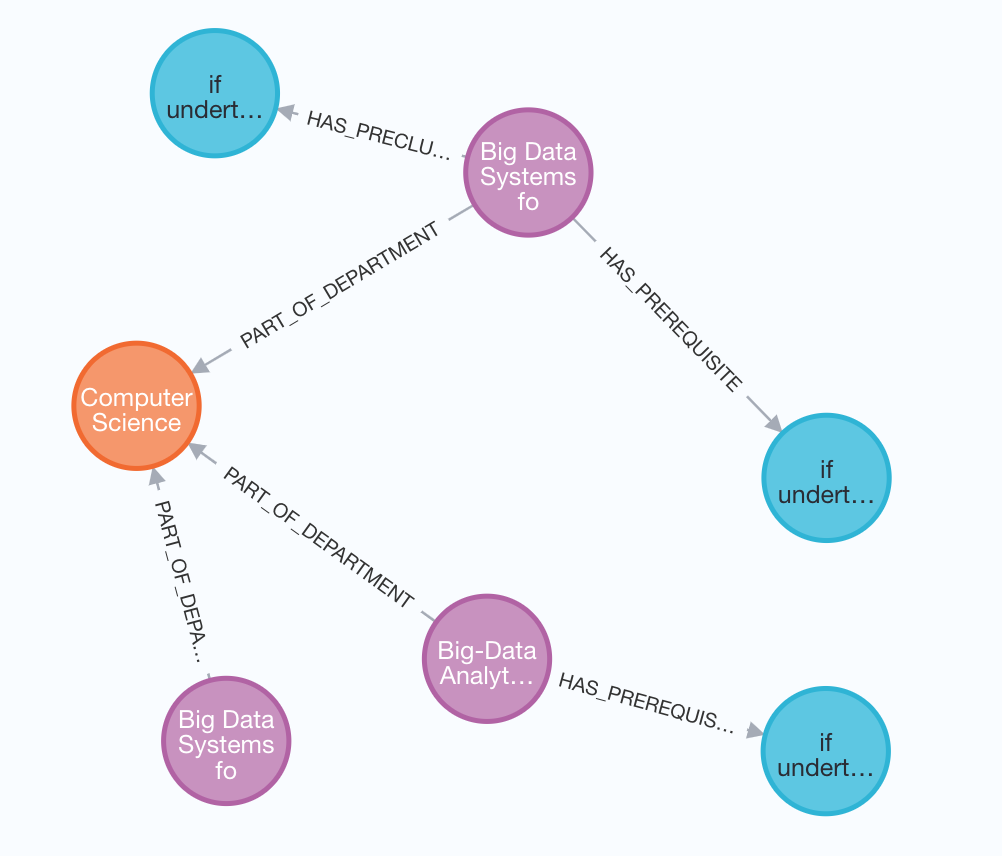 if
undert…
HAS_PRECLU…
Big Data
Systems
fo
PART_OF_DEPARTMENT
HAS_PREREQUISITE
Computer
Science
if
undert…
PART_OF_DEPARTMENT
PART_OF_DEPA…
Big-Data
Analyt…
HAS_PREREQUIS…
Big Data
Systems
fo
if
undert…